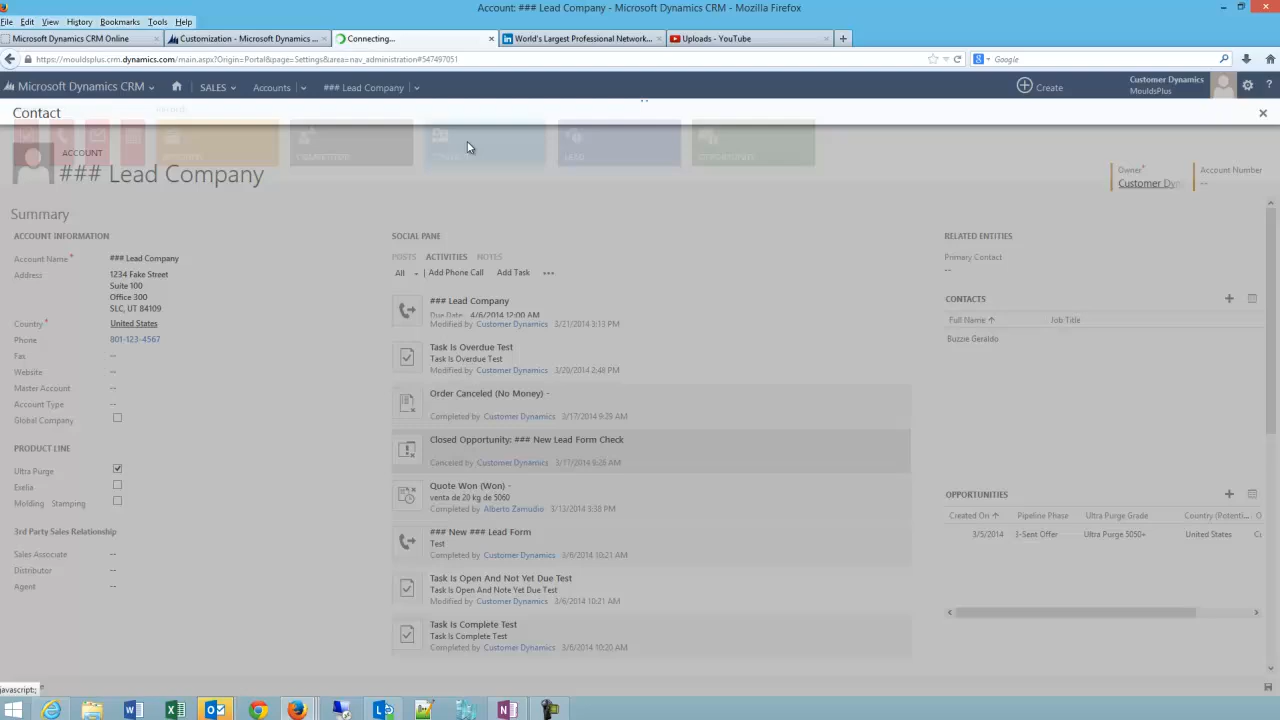 Account: ### Lead Company - Microsoft Dynamics CRM - Mozilla Firefox
File Edit View History Bookmarks Tools Help
Microsoft Dynamics CRM Online × Customization - Microsoft Dynamics ... × Connecting... × World's Largest Professional Network... × Uploads - YouTube × +
https://mouldsplus.crm.dynamics.com/main.aspx?Origin=Portal&page=Settings&area=nav_administration#547497051 Google
Microsoft Dynamics CRM SALES Accounts ### Lead Company Create Customer Dynamics
MouldsPlus
Contact
ACCOUNT
### Lead Company
Owner* Account Number
Customer Dyn --
Summary
ACCOUNT INFORMATION
Account Name * ### Lead Company
Address 1234 Fake Street
Suite 100
Office 300
SLC, UT 84109
Country * United States
Phone 801-123-4567
Fax --
Website --
Master Account --
Account Type --
Global Company
PRODUCT LINE
Ultra Purge
Eselia
Molding Stamping
3rd Party Sales Relationship
Sales Associate --
Distributor --
Agent --
SOCIAL PANE
POSTS ACTIVITIES NOTES
All | Add Phone Call Add Task •••
### Lead Company
Due Date: 4/6/2014 12:00 AM
Modified by Customer Dynamics 3/21/2014 3:13 PM
Task Is Overdue Test
Task Is Overdue Test
Modified by Customer Dynamics 3/20/2014 2:48 PM
Order Canceled (No Money) -
Completed by Customer Dynamics 3/17/2014 9:29 AM
Closed Opportunity: ### New Lead Form Check
Canceled by Customer Dynamics 3/17/2014 9:26 AM
Quote Won (Won) -
venta de 20 kg de 5060
Completed by Alberto Zamudio 3/13/2014 3:38 PM
### New ### Lead Form
Test
Completed by Customer Dynamics 3/6/2014 10:21 AM
Task Is Open And Not Yet Due Test
Task Is Open And Note Yet Due Test
Modified by Customer Dynamics 3/6/2014 10:21 AM
Task Is Complete Test
Task Is Complete Test
Completed by Customer Dynamics 3/6/2014 10:20 AM
RELATED ENTITIES
Primary Contact
--
CONTACTS
Full Name ↑ Job Title
Buzzie Geraldo
OPPORTUNITIES
Created On ↑ Pipeline Phase Ultra Purge Grade Country (Potenti...
3/5/2014 3-Sept Offer Ultra Purge 5050+ United States
javascript:;